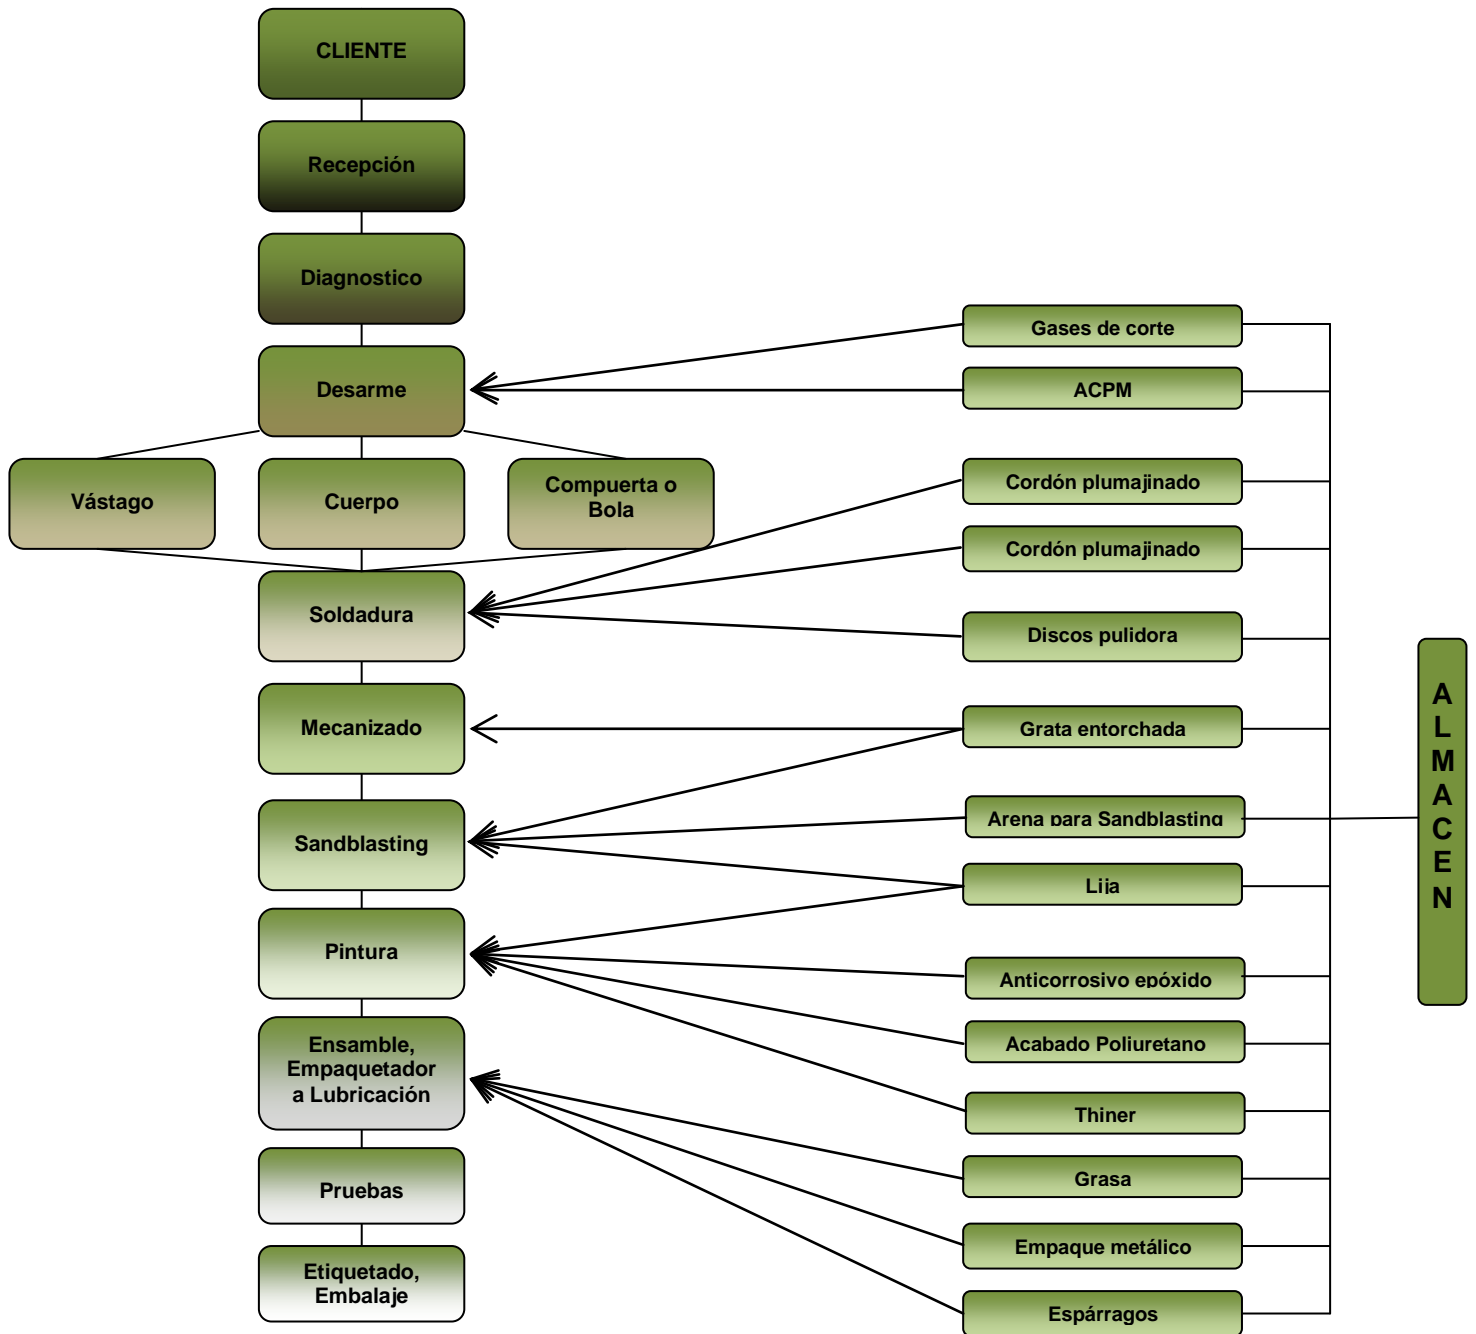 CLIENTE
Recepción
Diagnostico
Desarme
Vástago
Cuerpo
Compuerta o
Bola
Soldadura
Mecanizado
Sandblasting
Pintura
Ensamble,
Empaquetador
a Lubricación
Pruebas
Etiquetado,
Embalaje
Gases de corte
ACPM
Cordón plumajinado
Cordón plumajinado
Discos pulidora
Grata entorchada
Arena para Sandblasting
Lija
Anticorrosivo epóxido
Acabado Poliuretano
Thiner
Grasa
Empaque metálico
Espárragos
A
L
M
A
C
E
N